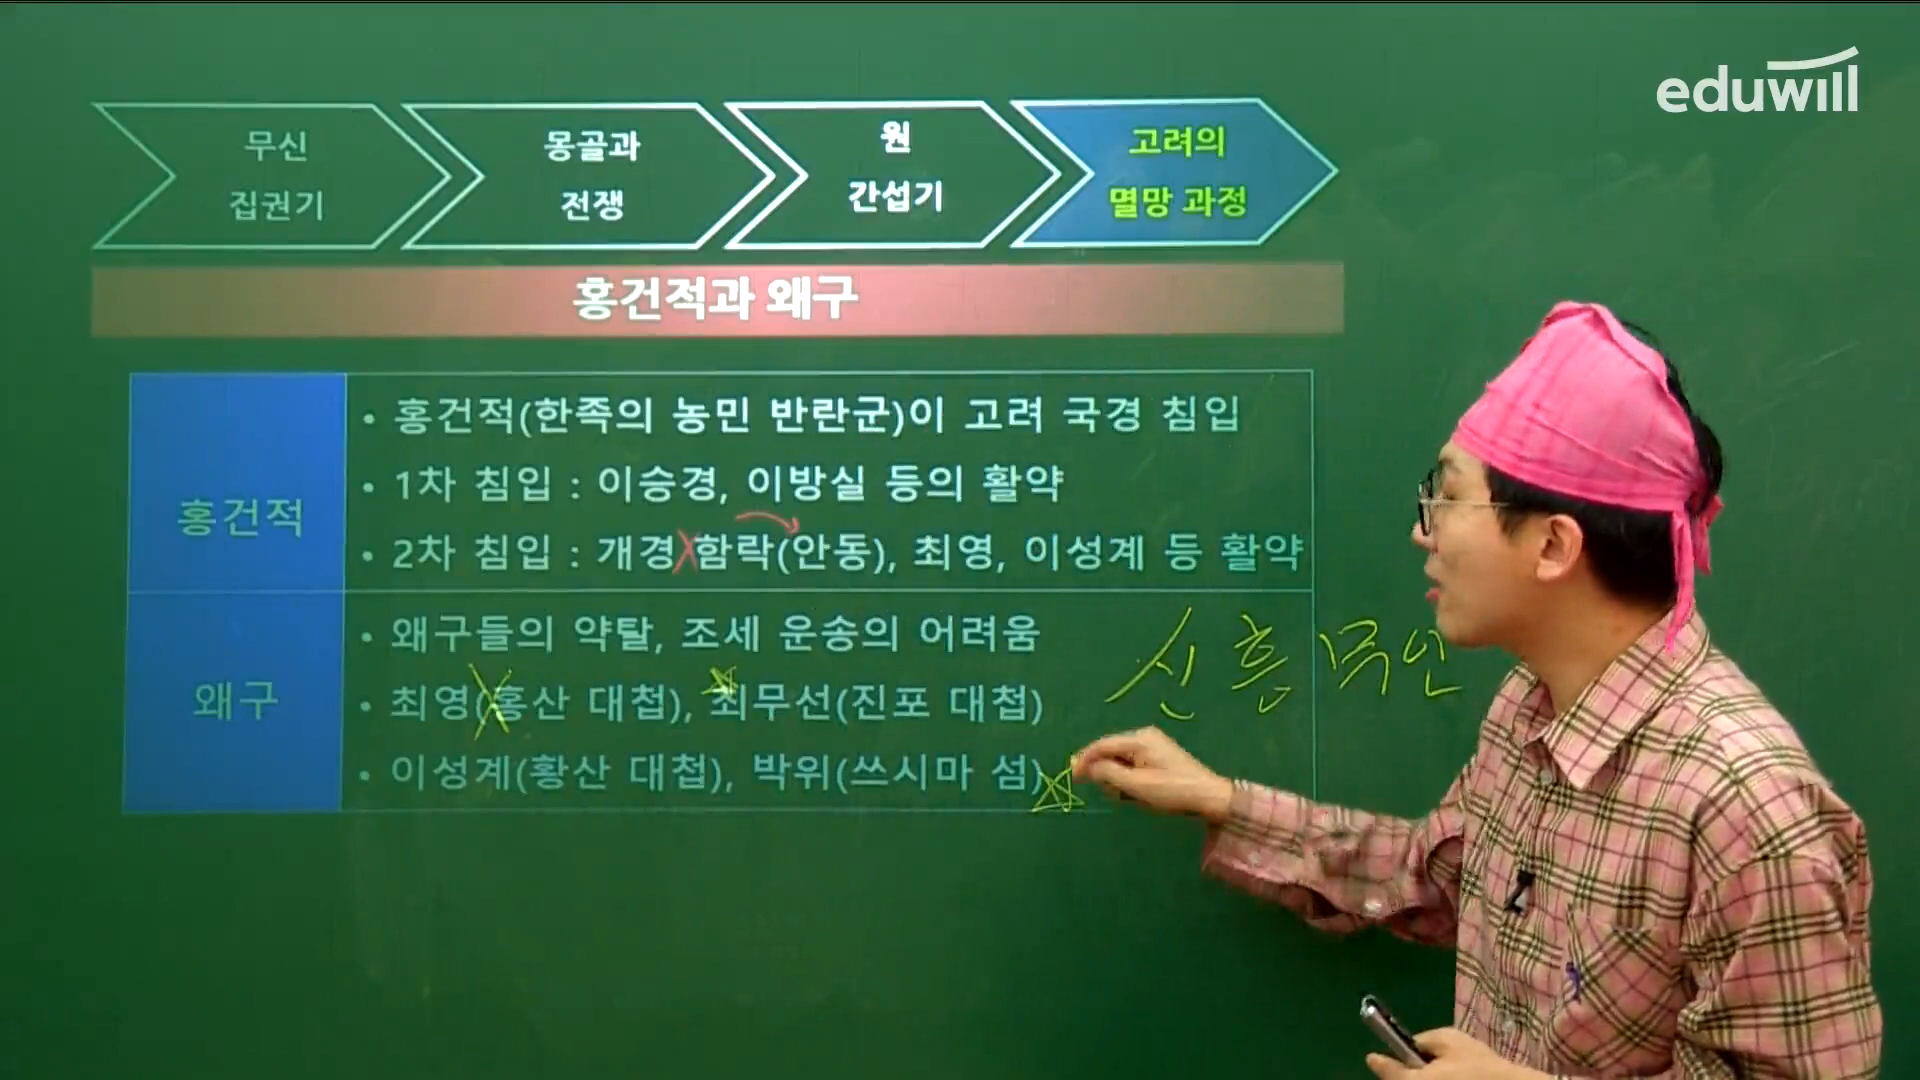 eduwill
무신
집권기
몽골과
전쟁
원
간섭기
고려의
멸망 과정
홍건적과 왜구
홍건적
• 홍건적(한족의 농민 반란군)이 고려 국경 침입
• 1차 침입 : 이승경, 이방실 등의 활약
• 2차 침입 : 개경 함락(안동), 최영, 이성계 등 활약
왜구
• 왜구들의 약탈, 조세 운송의 어려움
• 최영(홍산 대첩), 최무선(진포 대첩)
• 이성계(황산 대첩), 박위(쓰시마 섬)
신흥 무인